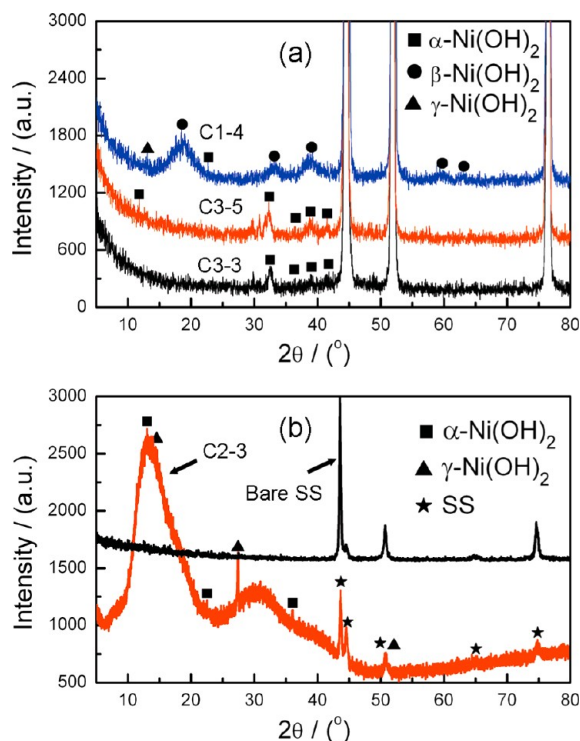 3000
2400
1800
1200
600
0
Intensity / (a.u.)
(a)
■ α-Ni(OH)2
● β-Ni(OH)2
▲ γ-Ni(OH)2
C1-4
C3-5
C3-3
10 20 30 40 50 60 70 80
2θ / (°)
3000
2500
2000
1500
1000
500
Intensity / (a.u.)
(b)
C2-3
Bare SS
■ α-Ni(OH)2
▲ γ-Ni(OH)2
★ SS
10 20 30 40 50 60 70 80
2θ / (°)